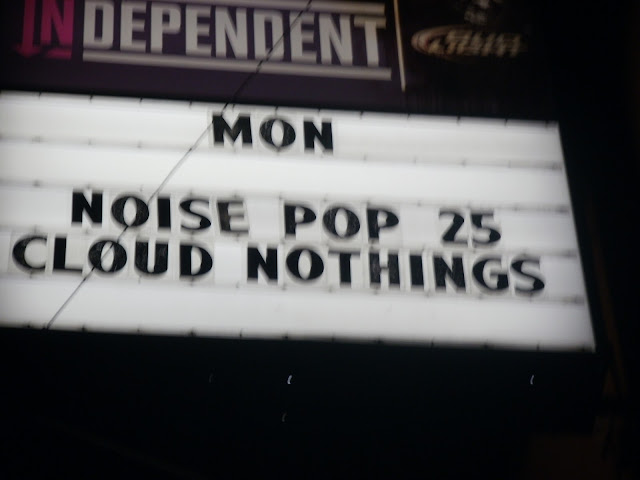 INDEPENDENT
MON
NOISE POP 25
CLOUD NOTHINGS